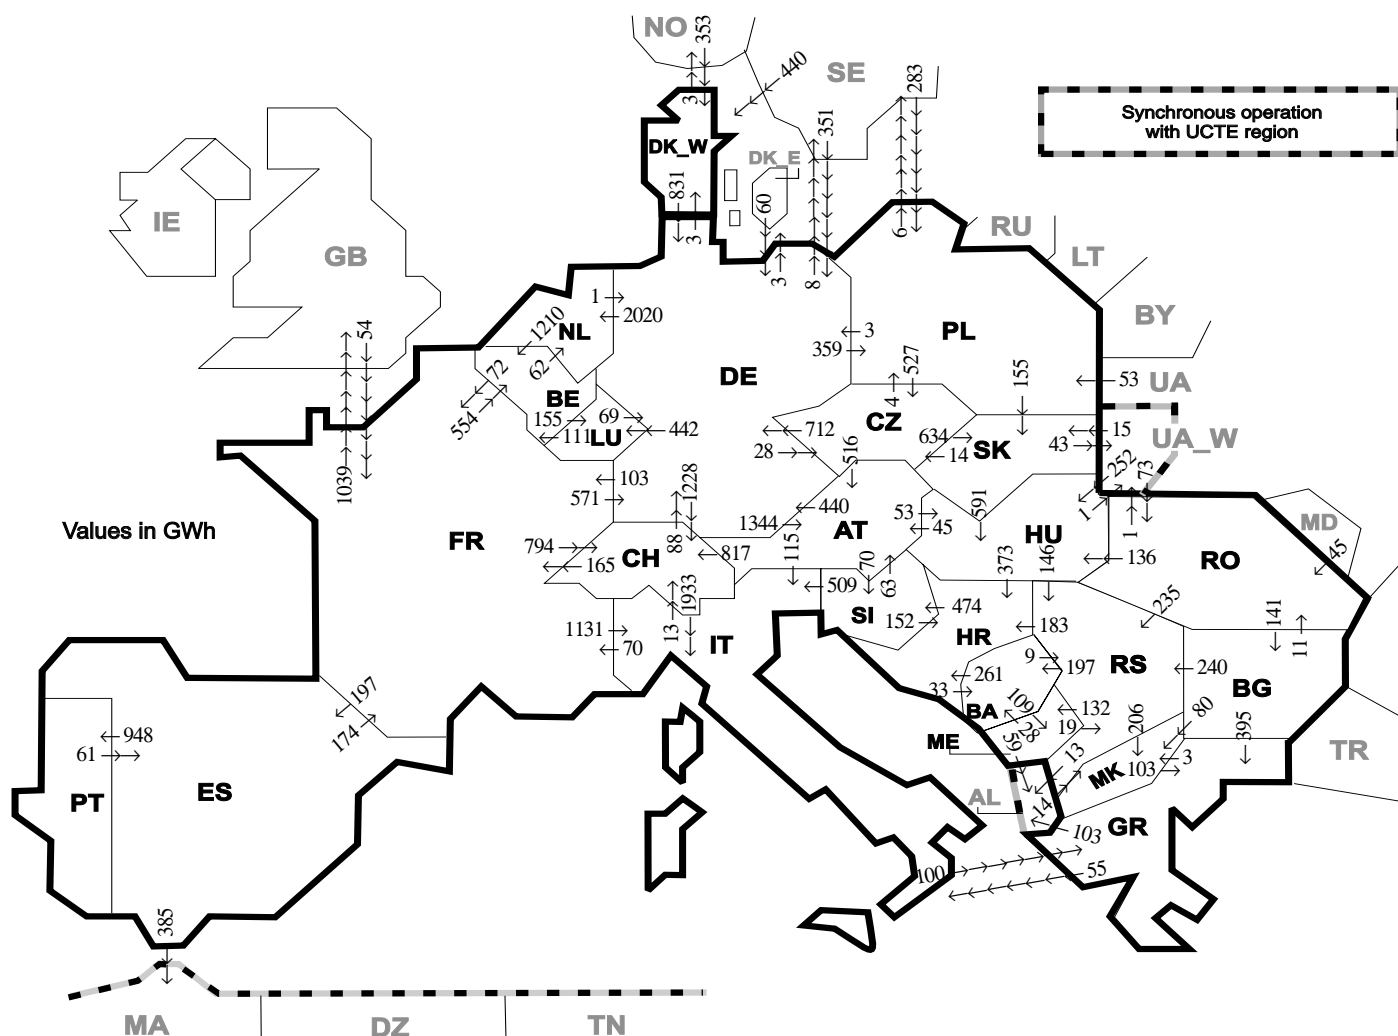 NO
353
440
SE
283
Synchronous operation
with UCTE region
3
351
DK_W
DK_E
831
60
IE
GB
3
3
8
6
RU
LT
BY
54
1
2020
1210
NL
62
3
359
PL
DE
527
4
155
53
UA
72
554
BE
155
111
LU
69
442
712
28
CZ
634
14
SK
15
43
UA_W
252
73
1
1
1039
516
103
571
1228
88
440
1344
53
45
591
MD
45
Values in GWh
FR
794
165
CH
817
115
AT
70
63
HU
136
RO
373
146
509
SI
152
474
1933
13
1131
70
IT
HR
183
235
141
11
9
197
RS
240
BG
261
33
BA
109
28
132
19
206
80
395
TR
197
174
948
61
PT
ES
ME
59
13
14
MK
103
3
AL
GR
103
100
55
385
MA
DZ
TN